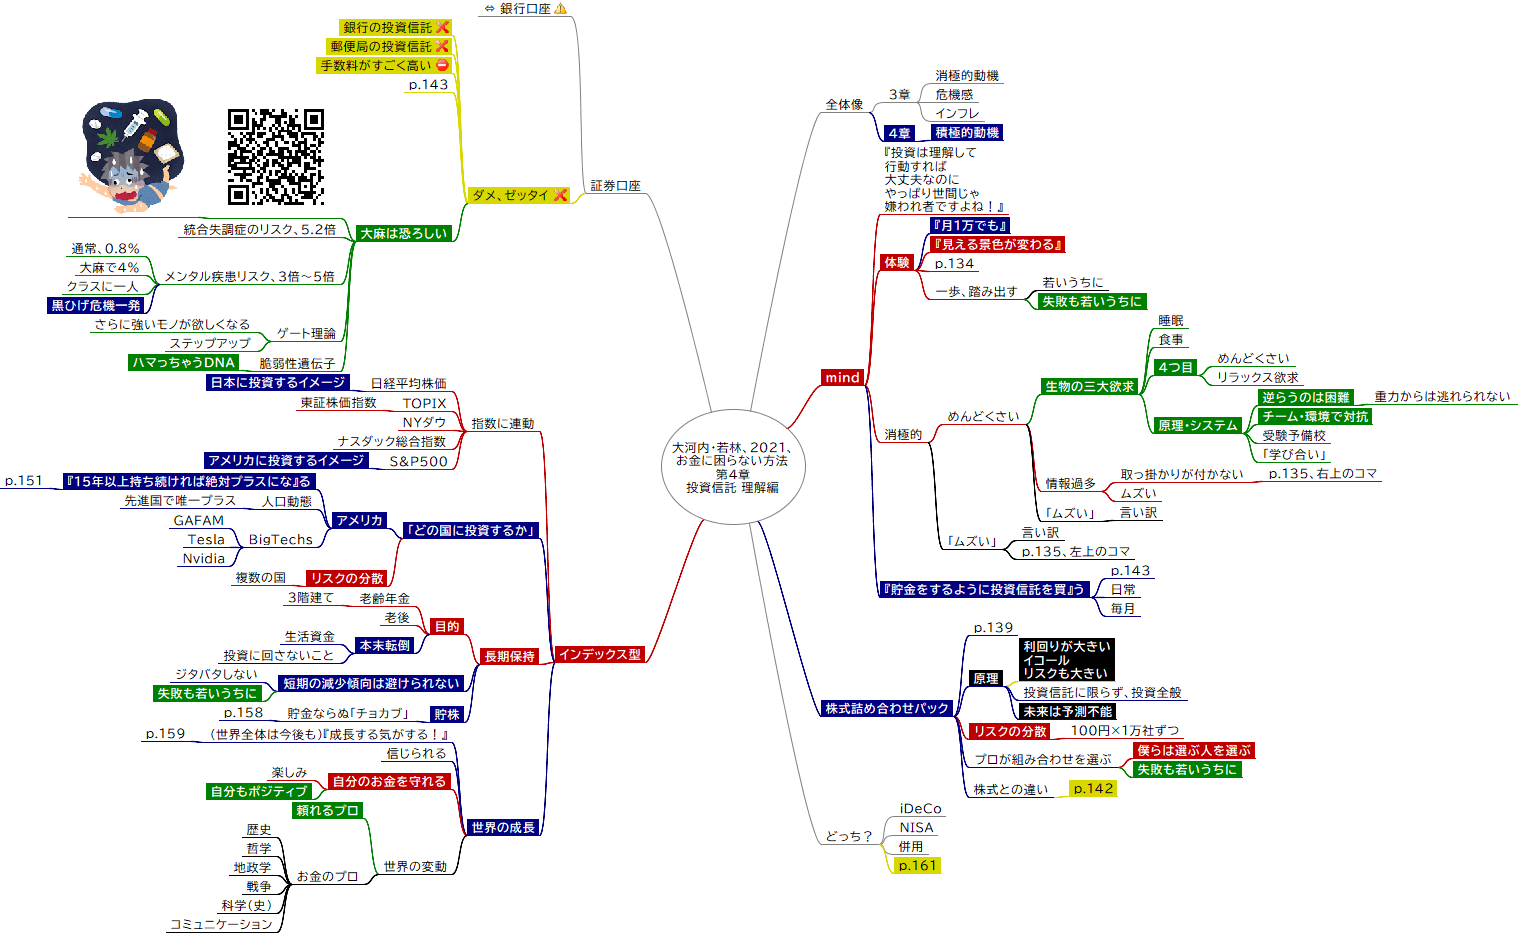 大河内・若林、2021、
お金に困らない方法
第4章
投資信託 理解編
全体像
3章
消極的動機
危機感
インフレ
4章
積極的動機
mind
『投資は理解して
行動すれば
大丈夫なのに
やっぱり世間じゃ
嫌われ者ですよね！』
体験
『月1万でも』
『見える景色が変わる』
p.134
一歩、踏み出す
若いうちに
失敗も若いうちに
消極的
めんどくさい
生物の三大欲求
睡眠
食事
4つ目
めんどくさい
リラックス欲求
原理・システム
逆らうのは困難
重力からは逃れられない
チーム・環境で対抗
受験予備校
「学び合い」
情報過多
取っ掛かりが付かない
p.135、右上のコマ
ムズい
「ムズい」
言い訳
「ムズい」
言い訳
p.135、左上のコマ
『貯金をするように投資信託を買』う
p.143
日常
毎月
株式詰め合わせパック
p.139
原理
利回りが大きい
イコール
リスクも大きい
投資信託に限らず、投資全般
未来は予測不能
リスクの分散
100円×1万社ずつ
プロが組み合わせを選ぶ
僕らは選ぶ人を選ぶ
失敗も若いうちに
株式との違い
p.142
どっち？
iDeCo
NISA
併用
p.161
証券口座
⇔ 銀行口座⚠
ダメ、ゼッタイ❌
銀行の投資信託❌
郵便局の投資信託❌
手数料がすごく高い⛔
p.143
大麻は恐ろしい
統合失調症のリスク、5.2倍
メンタル疾患リスク、3倍～5倍
通常、0.8%
大麻で4%
クラスに一人
黒ひげ危機一発
ゲート理論
さらに強いモノが欲しくなる
ステップアップ
脆弱性遺伝子
ハマっちゃうDNA
インデックス型
指数に連動
日経平均株価
日本に投資するイメージ
TOPIX
東証株価指数
NYダウ
ナスダック総合指数
S&P500
アメリカに投資するイメージ
「どの国に投資するか」
アメリカ
『15年以上持ち続ければ絶対プラスにな』る
p.151
人口動態
先進国で唯一プラス
BigTechs
GAFAM
Tesla
Nvidia
リスクの分散
複数の国
長期保持
目的
老齢年金
3階建て
老後
本末転倒
生活資金
投資に回さないこと
短期の減少傾向は避けられない
ジタバタしない
失敗も若いうちに
貯株
貯金ならぬ「チョカブ」
p.158
世界の成長
（世界全体は今後も）『成長する気がする！』
p.159
信じられる
自分のお金を守れる
楽しみ
自分もポジティブ
世界の変動
頼れるプロ
お金のプロ
歴史
哲学
地政学
戦争
科学（史）
コミュニケーション